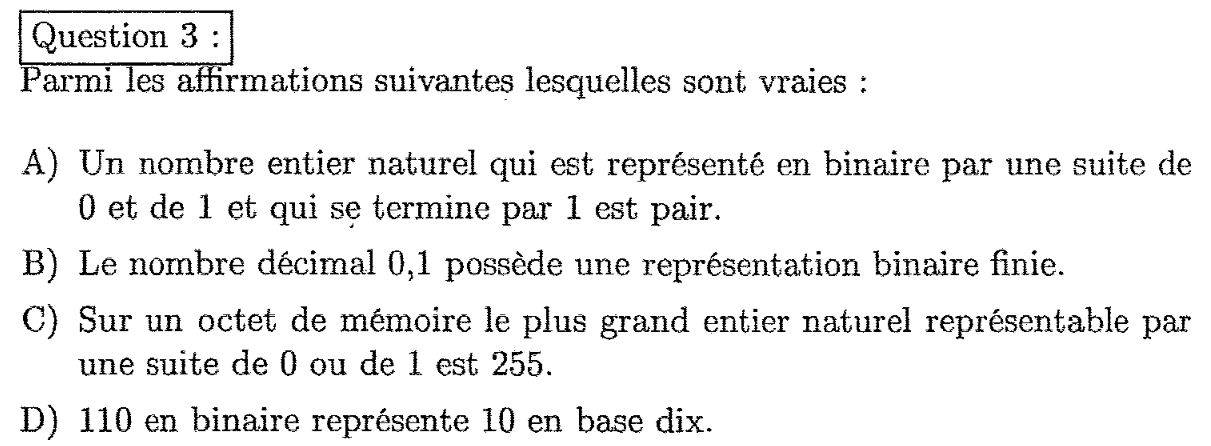 Question 3 :
Parmi les affirmations suivantes lesquelles sont vraies :
A) Un nombre entier naturel qui est représenté en binaire par une suite de
0 et de 1 et qui se termine par 1 est pair.
B) Le nombre décimal 0,1 possède une représentation binaire finie.
C) Sur un octet de mémoire le plus grand entier naturel représentable par
une suite de 0 ou de 1 est 255.
D) 110 en binaire représente 10 en base dix.